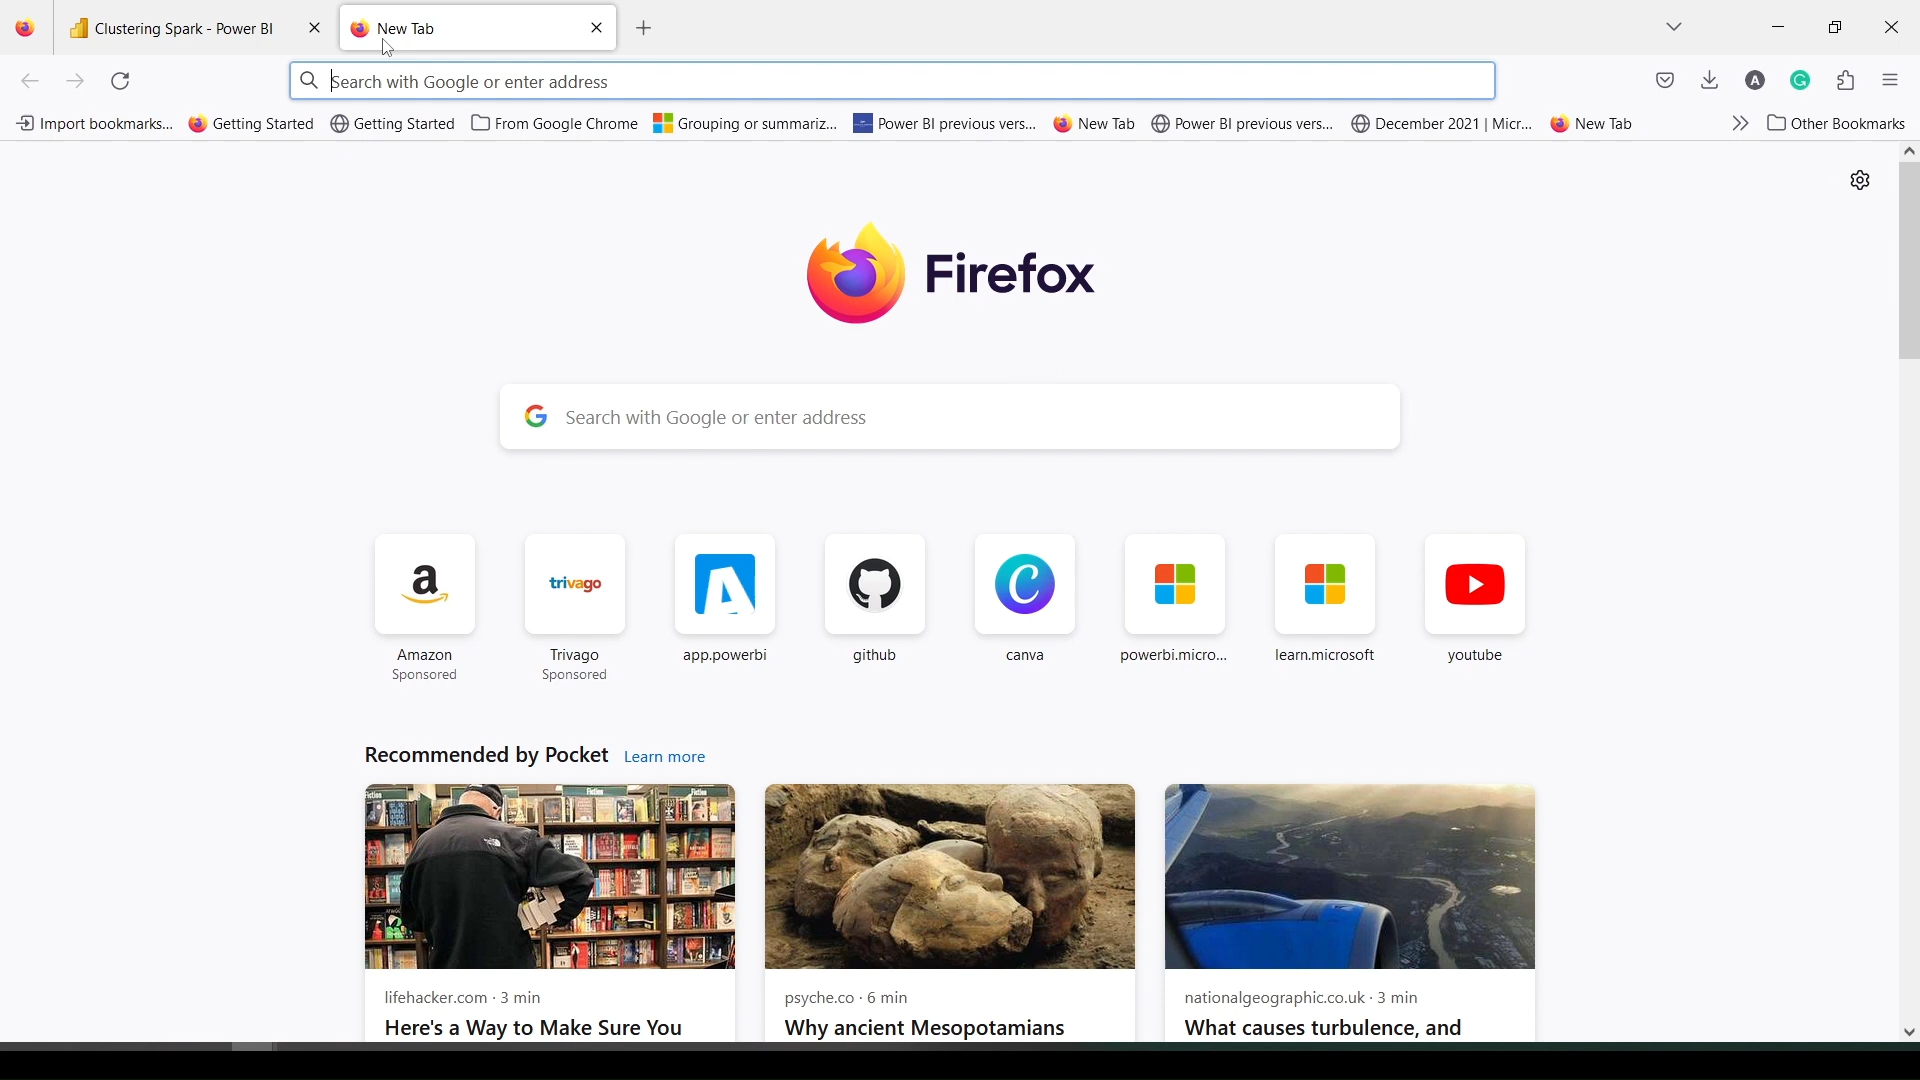 Clustering Spark - Power BI
New Tab
Search with Google or enter address
Import bookmarks...
Getting Started
Getting Started
From Google Chrome
Grouping or summariz...
Power BI previous vers...
New Tab
Power BI previous vers...
December 2021 | Micr...
New Tab
Other Bookmarks
Firefox
Search with Google or enter address
Amazon
Sponsored
Trivago
Sponsored
app.powerbi
github
canva
powerbi.micro...
learn.microsoft
youtube
trivago
Recommended by Pocket Learn more
Fiction
Fiction
Fiction
lifehacker.com · 3 min
Here's a Way to Make Sure You
psyche.co · 6 min
Why ancient Mesopotamians
nationalgeographic.co.uk · 3 min
What causes turbulence, and